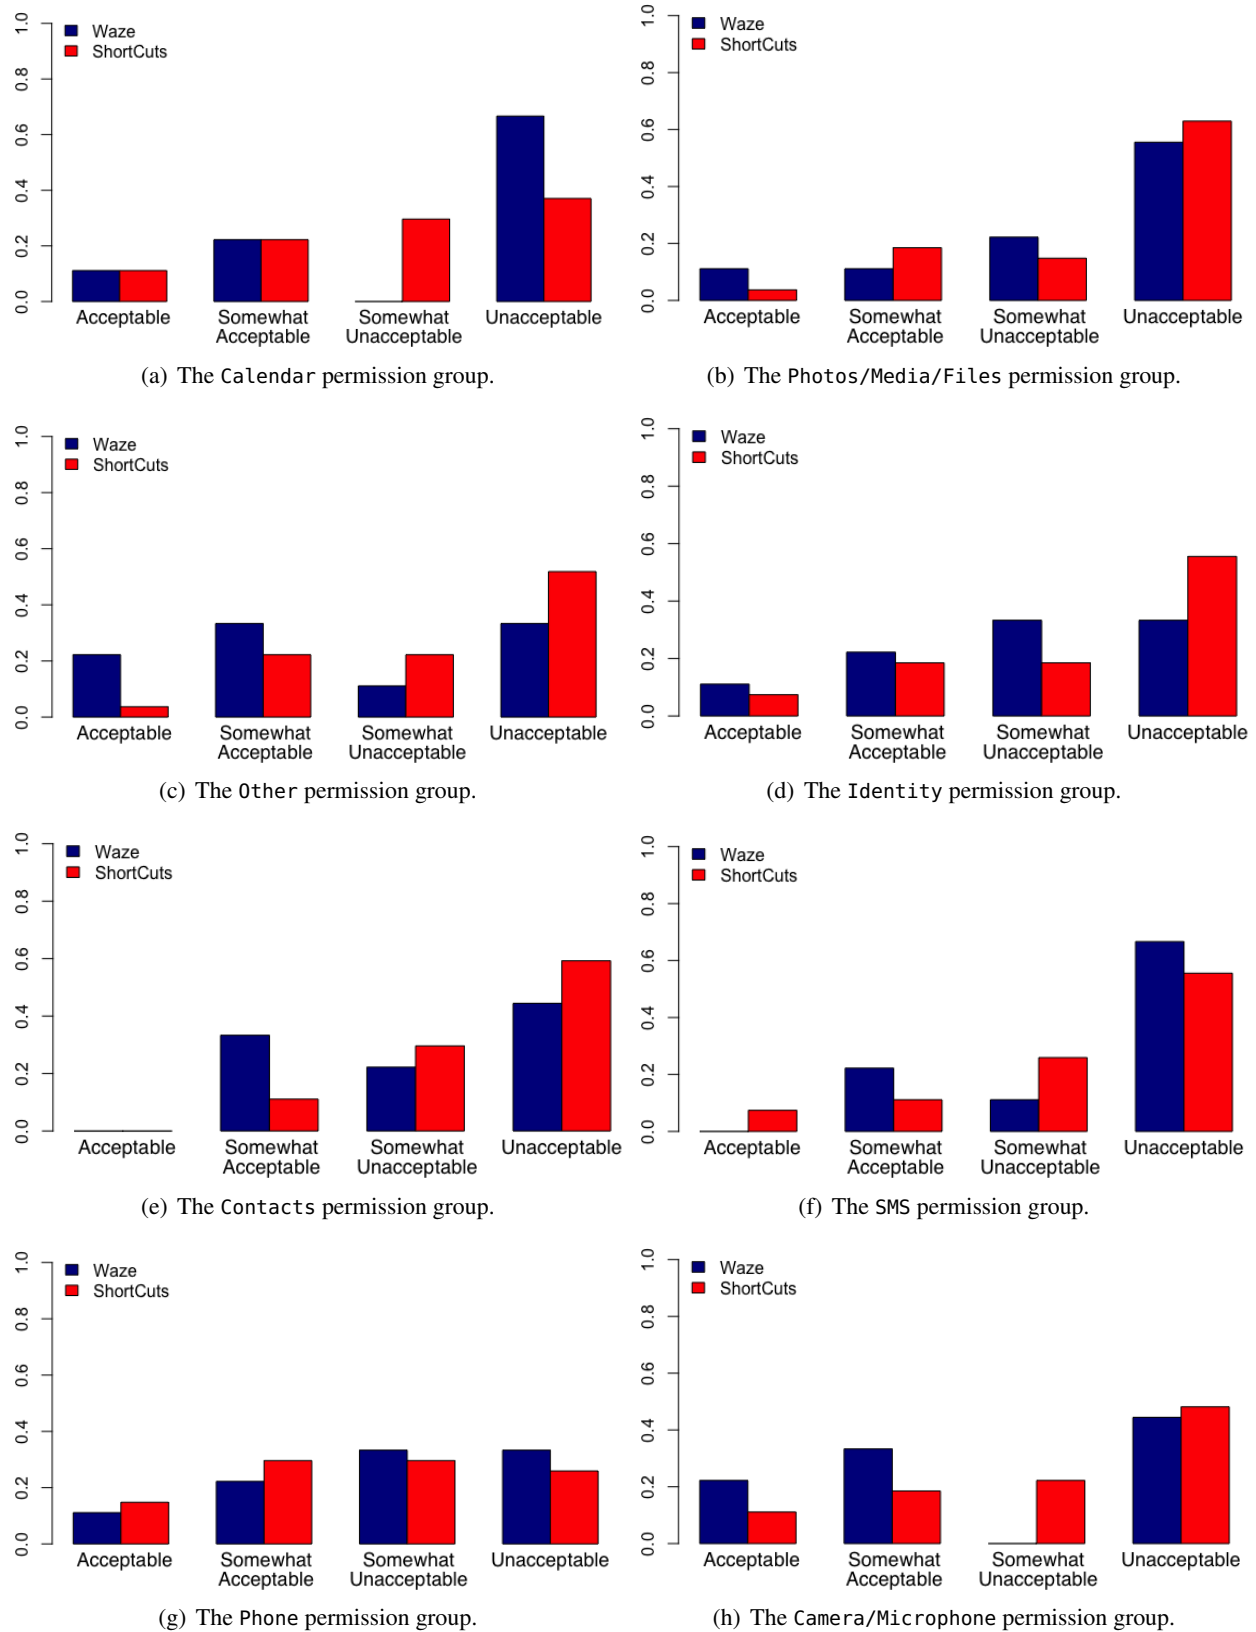 Waze
ShortCuts
0.0 0.2 0.4 0.6 0.8 1.0
Acceptable
Somewhat
Acceptable
Somewhat
Unacceptable
Unacceptable
(a) The Calendar permission group.
Waze
ShortCuts
0.0 0.2 0.4 0.6 0.8 1.0
Acceptable
Somewhat
Acceptable
Somewhat
Unacceptable
Unacceptable
(b) The Photos/Media/Files permission group.
Waze
ShortCuts
0.0 0.2 0.4 0.6 0.8 1.0
Acceptable
Somewhat
Acceptable
Somewhat
Unacceptable
Unacceptable
(c) The Other permission group.
Waze
ShortCuts
0.0 0.2 0.4 0.6 0.8 1.0
Acceptable
Somewhat
Acceptable
Somewhat
Unacceptable
Unacceptable
(d) The Identity permission group.
Waze
ShortCuts
0.0 0.2 0.4 0.6 0.8 1.0
Acceptable
Somewhat
Acceptable
Somewhat
Unacceptable
Unacceptable
(e) The Contacts permission group.
Waze
ShortCuts
0.0 0.2 0.4 0.6 0.8 1.0
Acceptable
Somewhat
Acceptable
Somewhat
Unacceptable
Unacceptable
(f) The SMS permission group.
Waze
ShortCuts
0.0 0.2 0.4 0.6 0.8 1.0
Acceptable
Somewhat
Acceptable
Somewhat
Unacceptable
Unacceptable
(g) The Phone permission group.
Waze
ShortCuts
0.0 0.2 0.4 0.6 0.8 1.0
Acceptable
Somewhat
Acceptable
Somewhat
Unacceptable
Unacceptable
(h) The Camera/Microphone permission group.